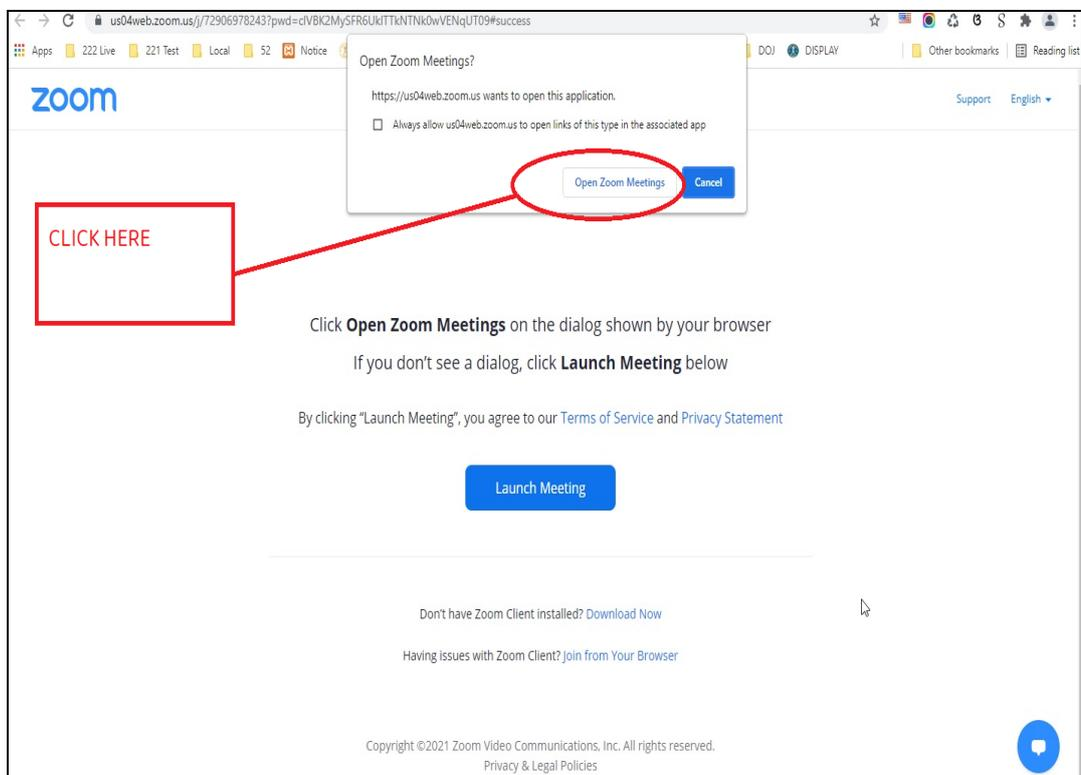 us04web.zoom.us/j/72906978243?pwd=clVBK2MySFR6UklTTkNTNk0wVENqUT09#success
Apps 222 Live 221 Test Local 52 Notice DOJ DISPLAY Other bookmarks Reading list
Open Zoom Meetings?
https://us04web.zoom.us wants to open this application.
Always allow us04web.zoom.us to open links of this type in the associated app
Open Zoom Meetings Cancel
zoom Support English
CLICK HERE
Click Open Zoom Meetings on the dialog shown by your browser
If you don't see a dialog, click Launch Meeting below
By clicking “Launch Meeting”, you agree to our Terms of Service and Privacy Statement
Launch Meeting
Don't have Zoom Client installed? Download Now
Having issues with Zoom Client? Join from Your Browser
Copyright ©2021 Zoom Video Communications, Inc. All rights reserved.
Privacy & Legal Policies